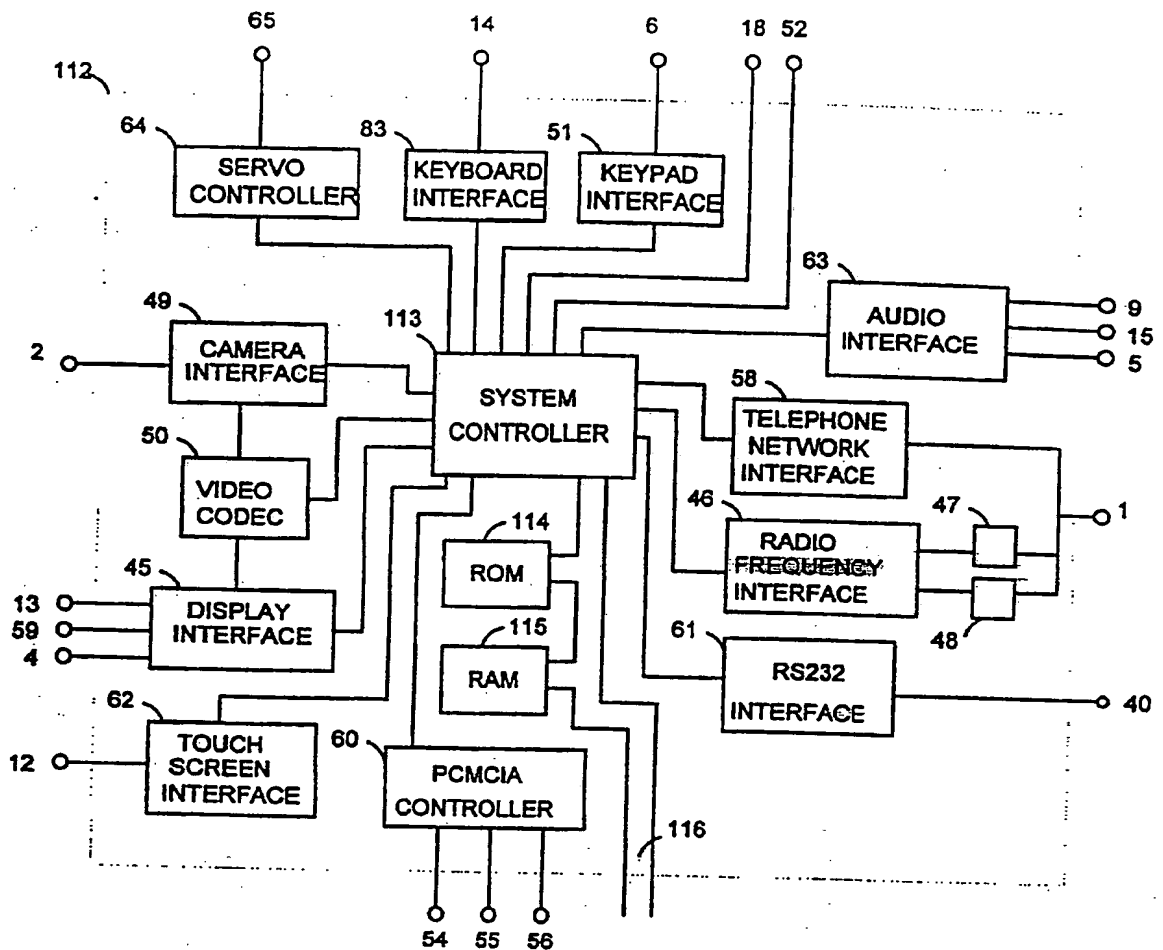 65
14
6
18
52
112
64
83
51
SERVO
CONTROLLER
KEYBOARD
INTERFACE
KEYPAD
INTERFACE
63
AUDIO
INTERFACE
9
15
5
49
2
CAMERA
INTERFACE
113
SYSTEM
CONTROLLER
58
TELEPHONE
NETWORK
INTERFACE
50
VIDEO
CODEC
46
RADIO
FREQUENCY
INTERFACE
47
1
48
114
ROM
45
13
59
4
DISPLAY
INTERFACE
115
RAM
61
RS232
INTERFACE
40
62
12
TOUCH
SCREEN
INTERFACE
60
PCMCIA
CONTROLLER
116
54
55
56